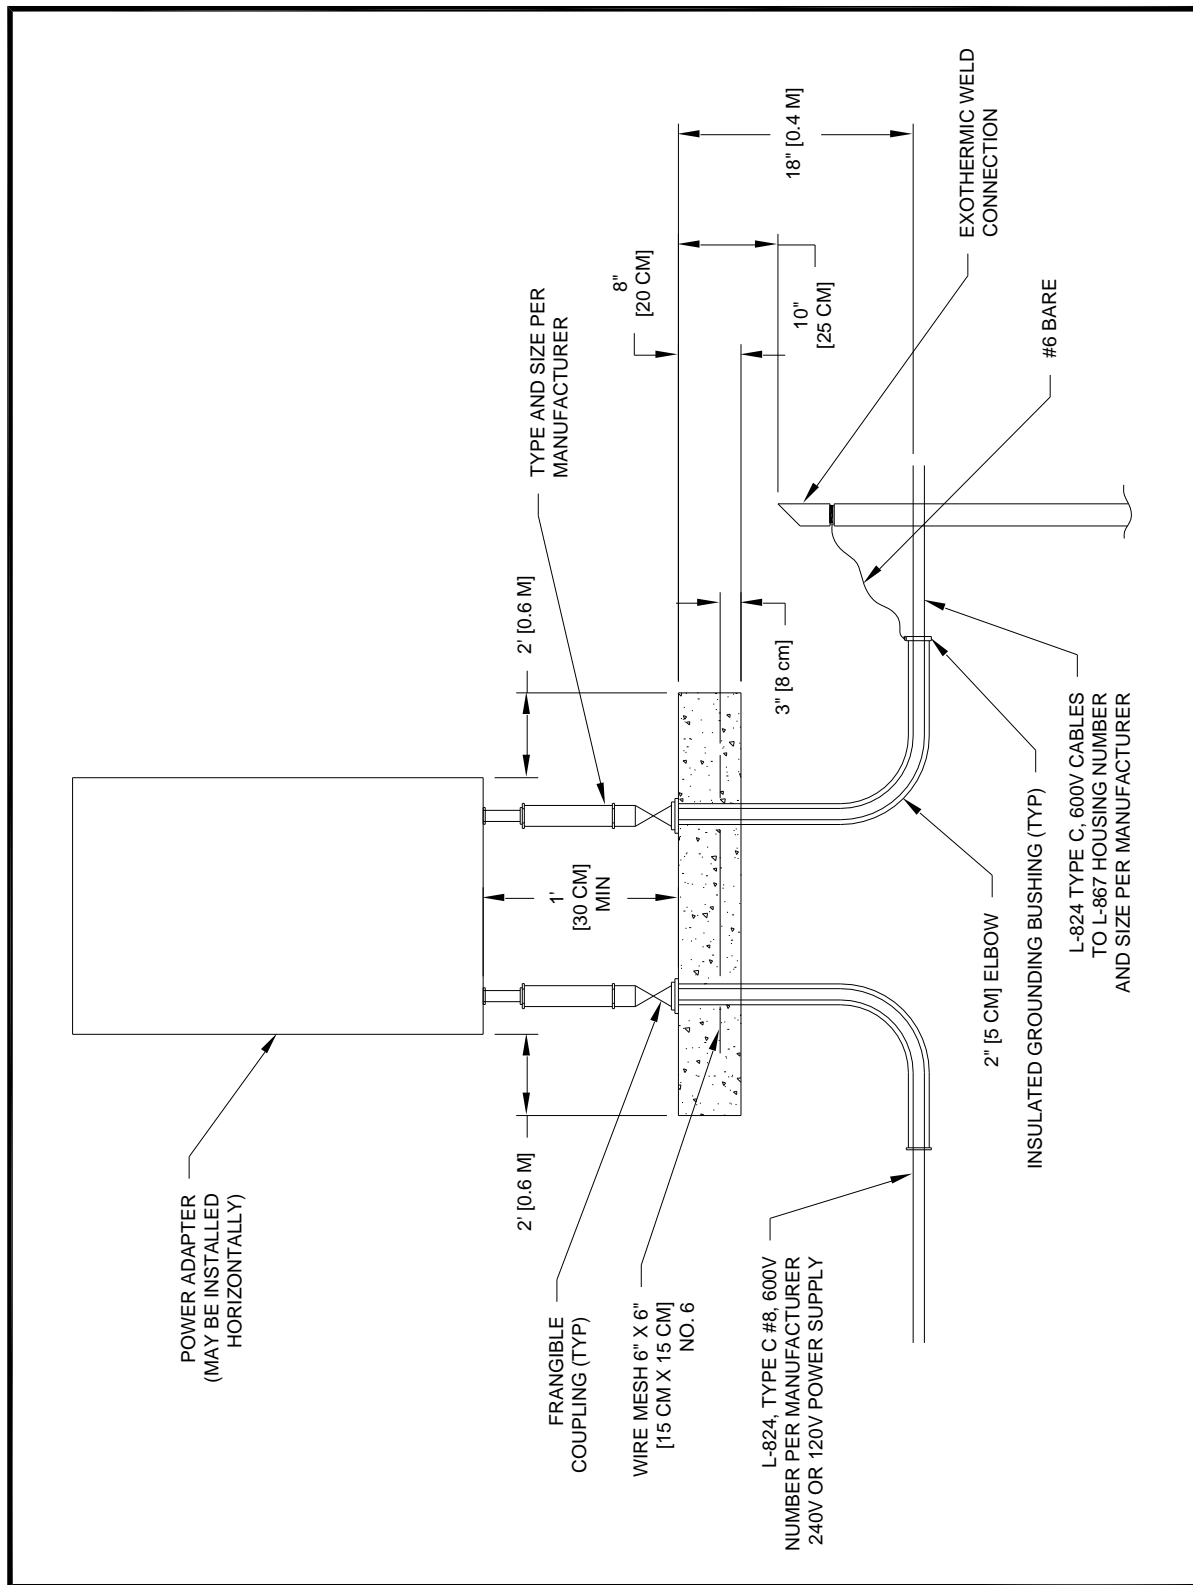 POWER ADAPTER
(MAY BE INSTALLED
HORIZONTALLY)
2' [0.6 M]
2' [0.6 M]
1'
[30 CM]
MIN
TYPE AND SIZE PER
MANUFACTURER
FRANGIBLE
COUPLING (TYP)
WIRE MESH 6" X 6"
[15 CM X 15 CM]
NO. 6
8"
[20 CM]
3" [8 cm]
10"
[25 CM]
18" [0.4 M]
EXOTHERMIC WELD
CONNECTION
#6 BARE
L-824, TYPE C #8, 600V
NUMBER PER MANUFACTURER
240V OR 120V POWER SUPPLY
2" [5 CM] ELBOW
INSULATED GROUNDING BUSHING (TYP)
L-824 TYPE C, 600V CABLES
TO L-867 HOUSING NUMBER
AND SIZE PER MANUFACTURER